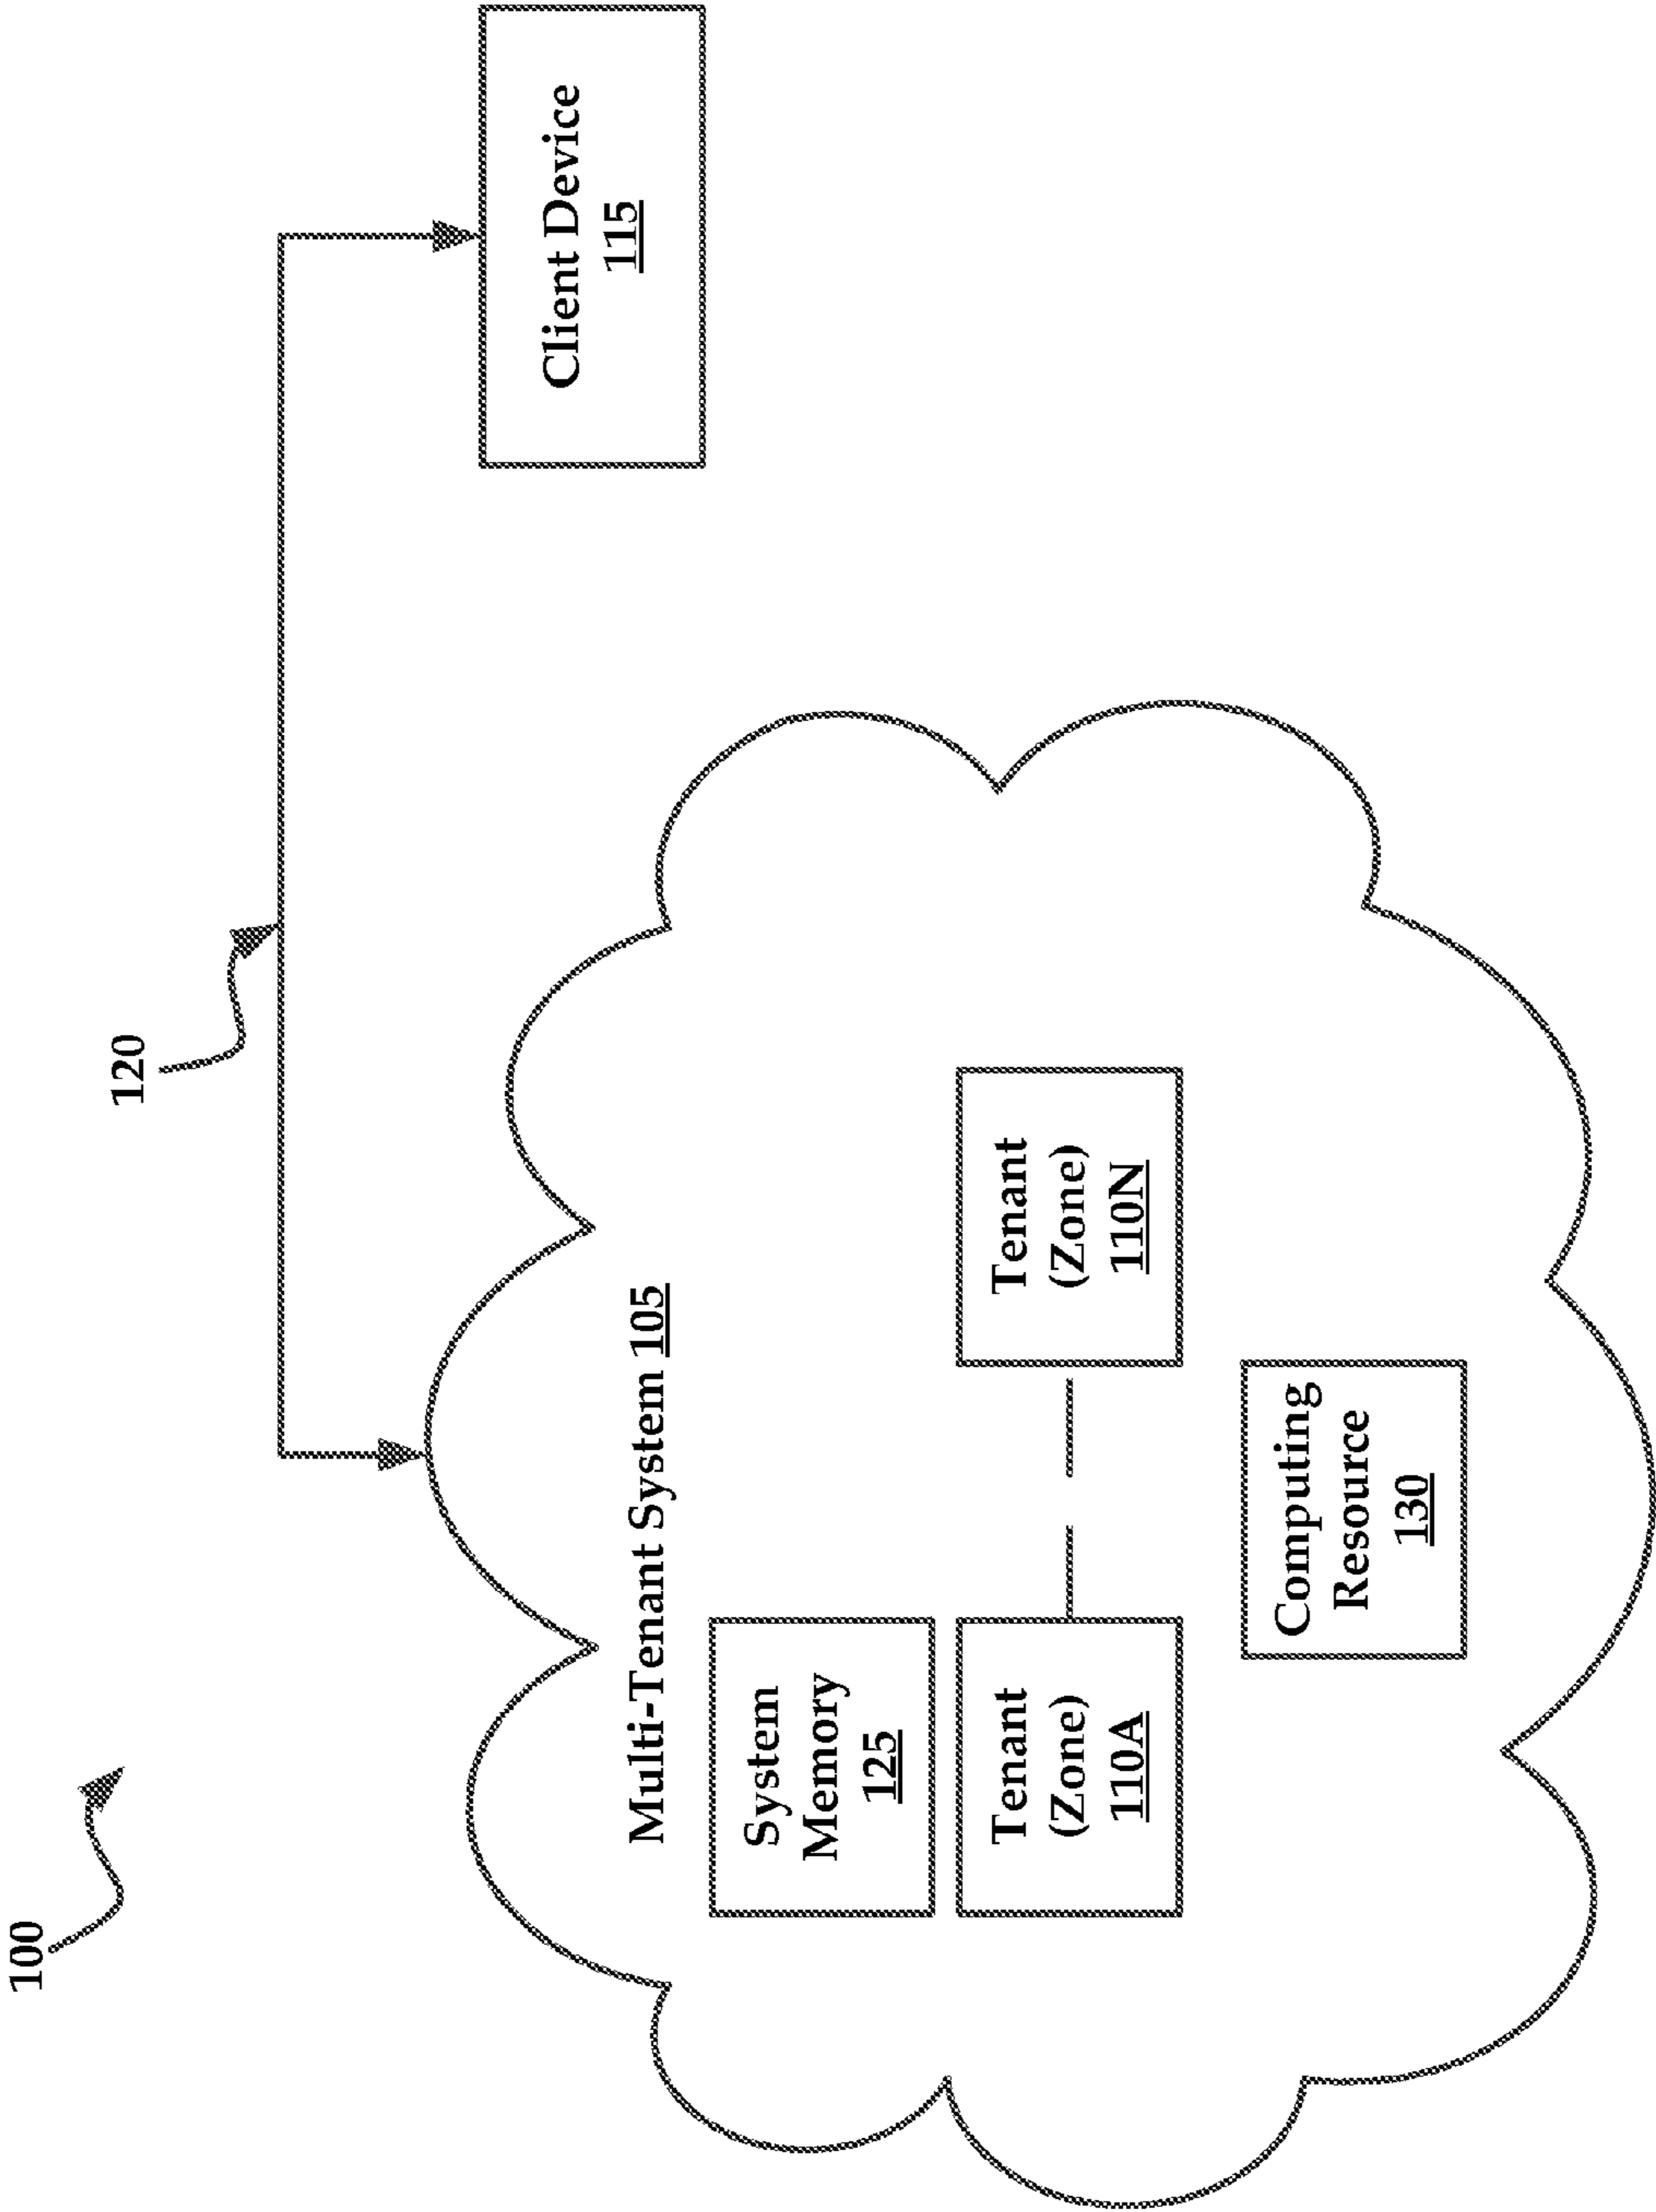 100
120
Client Device
115
Multi-Tenant System 105
System
Memory
125
Tenant
(Zone)
110A
Tenant
(Zone)
110N
Computing
Resource
130